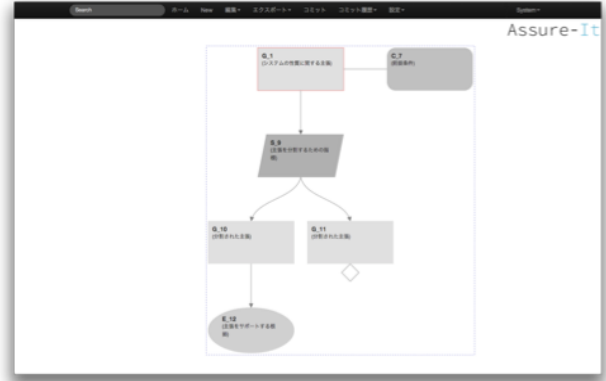 Search ホーム New 編集 エクスポート コミット コミット履歴 設定 System
Assure-It
G_1
(システムの性質に関する主張)
C_7
(前提条件)
S_9
(主張を分割するための
G_10
(分割された主張)
G_11
(分割された主張)
E_12
(主張をサポートする